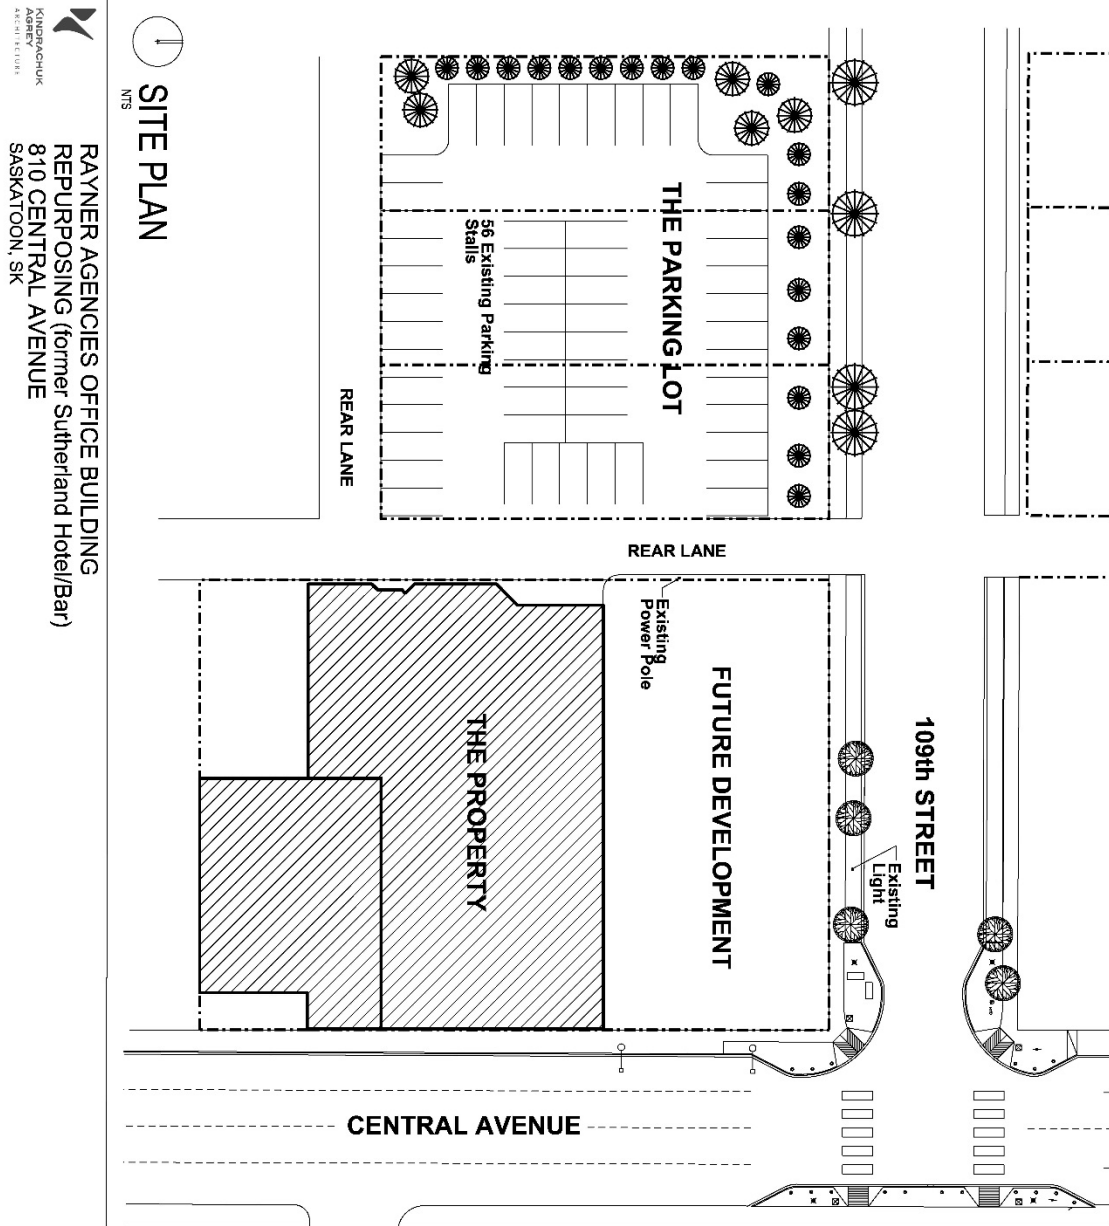 KINDRACHUK
AGREY
ARCHITECTURE
SITE PLAN
NTS
RAYNER AGENCIES OFFICE BUILDING
REPURPOSING (former Sutherland Hotel/Bar)
810 CENTRAL AVENUE
SASKATOON, SK
THE PARKING LOT
56 Existing Parking
Stalls
REAR LANE
REAR LANE
Existing
Power Pole
FUTURE DEVELOPMENT
THE PROPERTY
109th STREET
Existing
Light
CENTRAL AVENUE